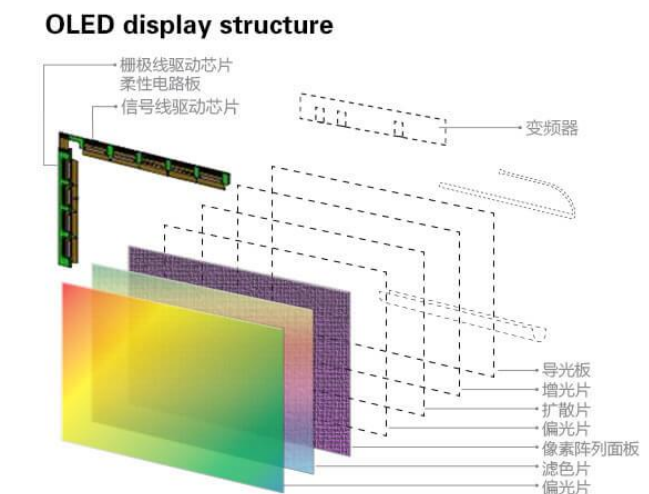 OLED display structure
栅极线驱动芯片
柔性电路板
信号线驱动芯片
变频器
导光板
增光片
扩散片
偏光片
像素阵列面板
滤色片
偏光片